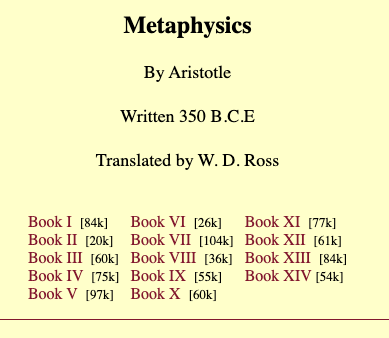 Metaphysics
By Aristotle
Written 350 B.C.E
Translated by W. D. Ross
Book I [84k] Book VI [26k] Book XI [77k]
Book II [20k] Book VII [104k] Book XII [61k]
Book III [60k] Book VIII [36k] Book XIII [84k]
Book IV [75k] Book IX [55k] Book XIV [54k]
Book V [97k] Book X [60k]